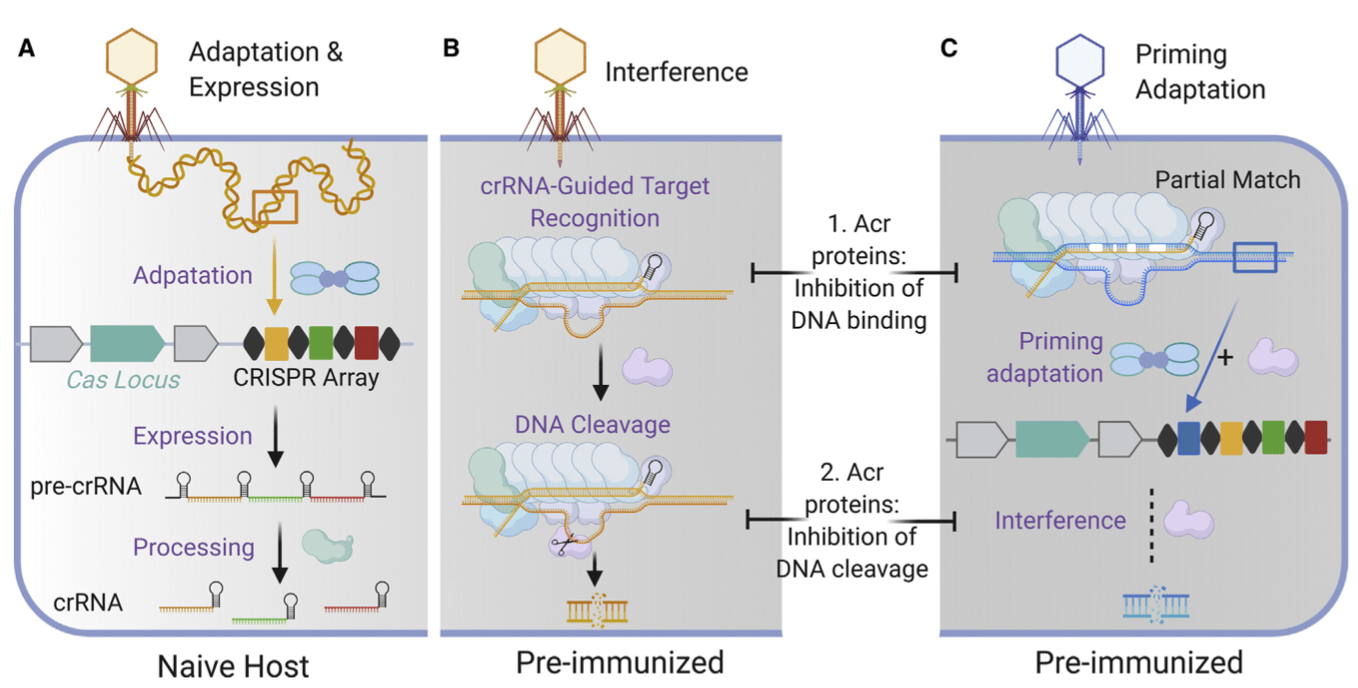 A
Adaptation &
Expression
Adpatation
Cas Locus
CRISPR Array
Expression
pre-crRNA
Processing
crRNA
Naive Host
B
Interference
crRNA-Guided Target
Recognition
DNA Cleavage
Pre-immunized
1. Acr
proteins:
Inhibition of
DNA binding
2. Acr
proteins:
Inhibition of
DNA cleavage
C
Priming
Adaptation
Partial Match
Priming
adaptation
+
Interference
Pre-immunized